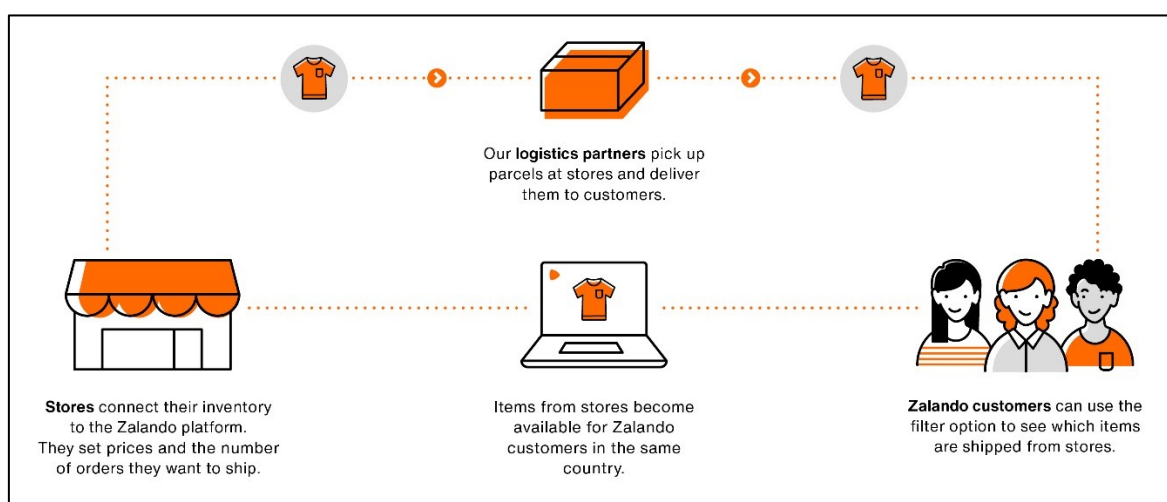 Our logistics partners pick up
parcels at stores and deliver
them to customers.
Stores connect their inventory
to the Zalando platform.
They set prices and the number
of orders they want to ship.
Items from stores become
available for Zalando
customers in the same
country.
Zalando customers can use the
filter option to see which items
are shipped from stores.